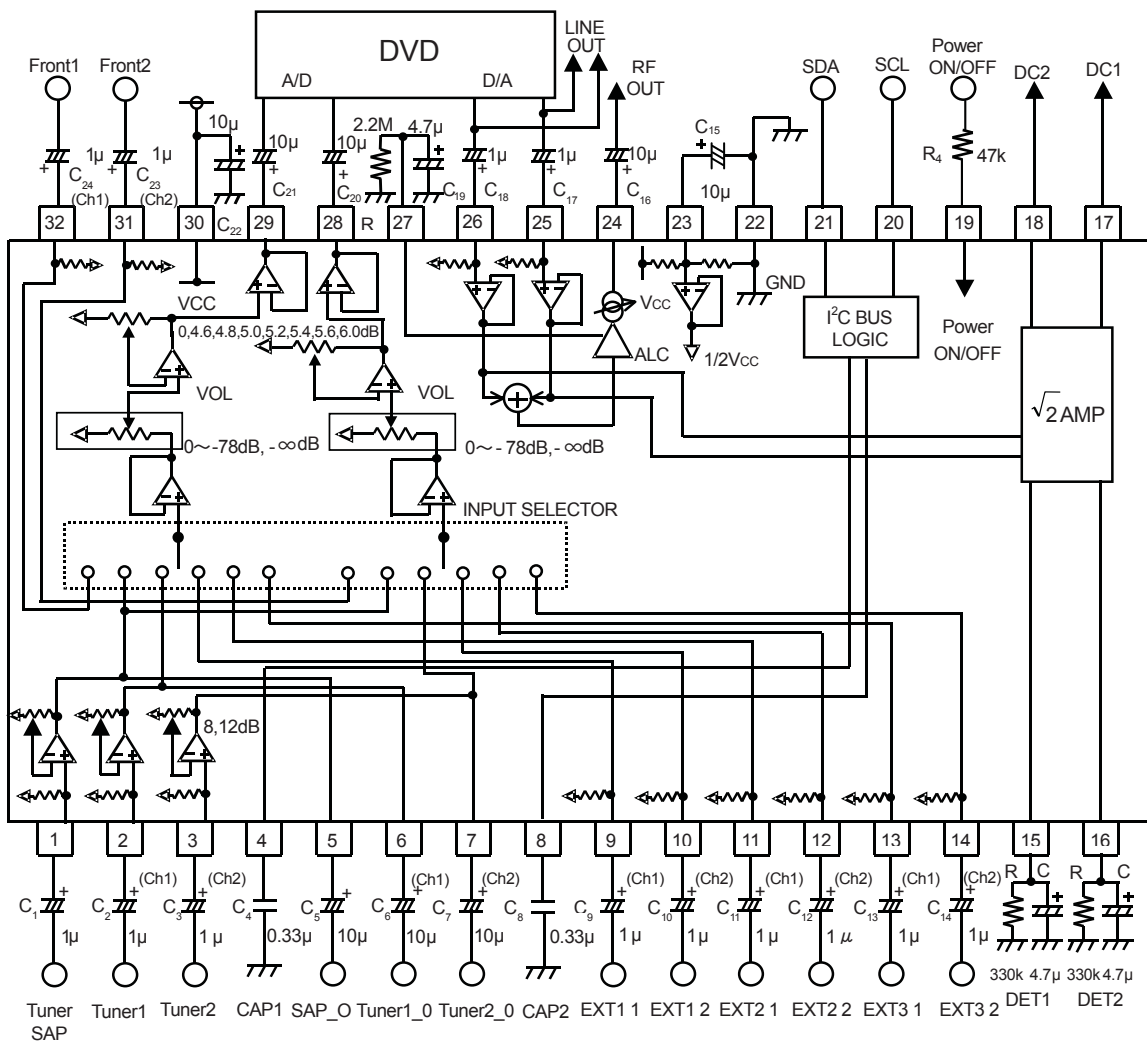 DVD
A/D
D/A
LINE
OUT
RF
OUT
Front1
Front2
SDA
SCL
Power
ON/OFF
DC2
DC1
10μ
2.2M
4.7μ
C15
1μ
1μ
10μ
10μ
1μ
1μ
10μ
R4
47k
C24
(Ch1)
C23
(Ch2)
C21
C20
C19
C18
C17
C16
10μ
32
31
30
C22
29
28
R
27
26
25
24
23
22
21
20
19
18
17
VCC
VCC
GND
0,4.6,4.8,5.0,5.2,5.4,5.6,6.0dB
ALC
1/2VCC
I2C BUS
LOGIC
Power
ON/OFF
VOL
VOL
√2 AMP
0~-78dB, -∞dB
0~-78dB, -∞dB
INPUT SELECTOR
8,12dB
1
2
3
4
5
6
7
8
9
10
11
12
13
14
15
16
(Ch1)
(Ch2)
(Ch1)
(Ch2)
(Ch1)
(Ch2)
(Ch1)
(Ch2)
(Ch1)
(Ch2)
R
C
R
C
C1
C2
C3
C4
C5
C6
C7
C8
C9
C10
C11
C12
C13
C14
1μ
1μ
1μ
0.33μ
10μ
10μ
10μ
0.33μ
1μ
1μ
1μ
1μ
1μ
1μ
330k
4.7μ
330k
4.7μ
Tuner
SAP
Tuner1
Tuner2
CAP1
SAP_O
Tuner1_0
Tuner2_0
CAP2
EXT1 1
EXT1 2
EXT2 1
EXT2 2
EXT3 1
EXT3 2
DET1
DET2